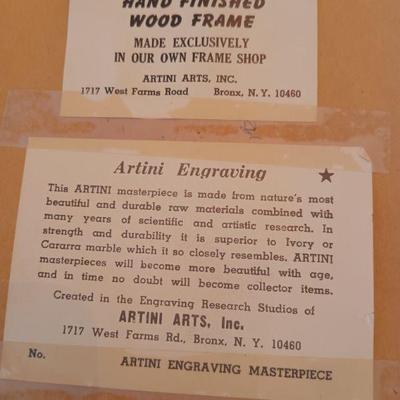 HAND FINISHED
WOOD FRAME
MADE EXCLUSIVELY
IN OUR OWN FRAME SHOP
ARTINI ARTS, INC.
1717 West Farms Road Bronx, N. Y. 10460
Artini Engraving ★
This ARTINI masterpiece is made from nature's most
beautiful and durable raw materials combined with
many years of scientific and artistic research. In
strength and durability it is superior to Ivory or
Cararra marble which it so closely resembles. ARTINI
masterpieces will become more beautiful with age,
and in time no doubt will become collector items.
Created in the Engraving Research Studios of
ARTINI ARTS, Inc.
1717 West Farms Rd., Bronx, N. Y. 10460
No. ARTINI ENGRAVING MASTERPIECE